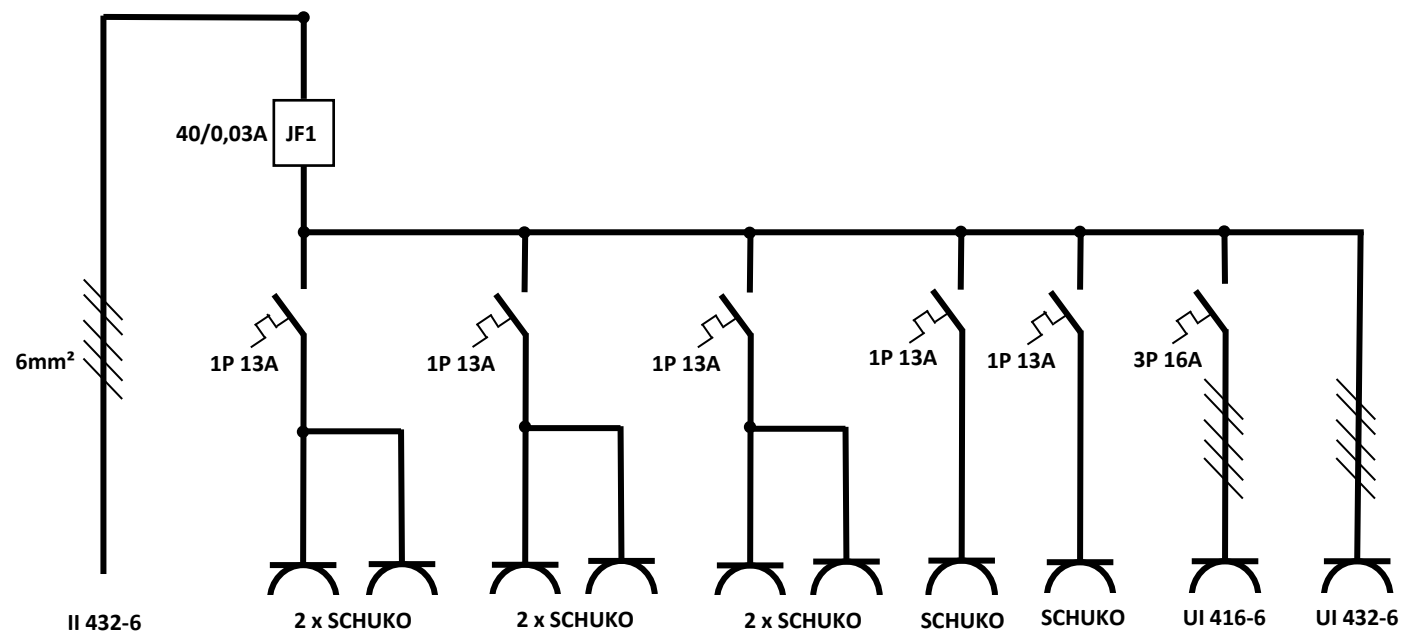 40/0,03A
JF1
6mm²
1P 13A
1P 13A
1P 13A
1P 13A
1P 13A
3P 16A
II 432-6
2 x SCHUKO
2 x SCHUKO
2 x SCHUKO
SCHUKO
SCHUKO
UI 416-6
UI 432-6